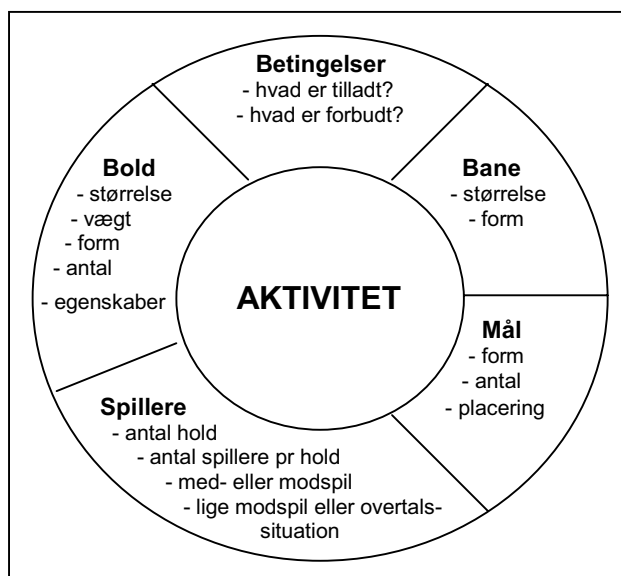 Betingelser
- hvad er tilladt?
- hvad er forbudt?
Bold
- størrelse
- vægt
- form
- antal
- egenskaber
Bane
- størrelse
- form
AKTIVITET
Mål
- form
- antal
- placering
Spillere
- antal hold
- antal spillere pr hold
- med- eller modspil
- lige modspil eller overtals-
situation